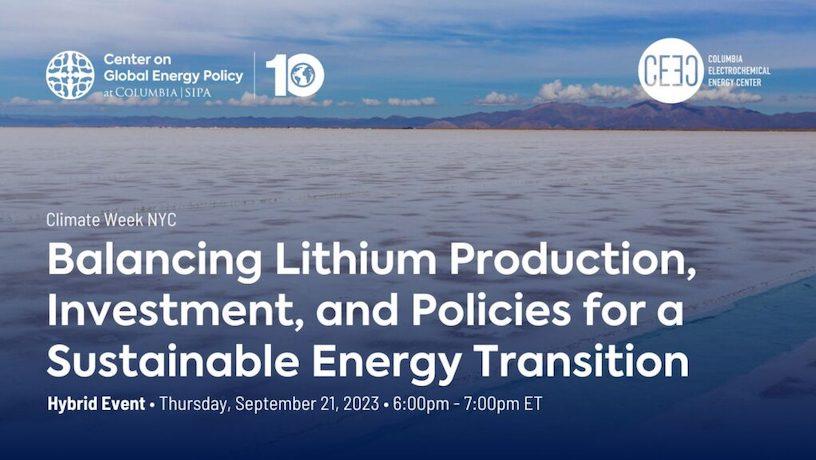 Center on
Global Energy Policy
at COLUMBIA | SIPA
10
CEEC
COLUMBIA
ELECTROCHEMICAL
ENERGY CENTER
Climate Week NYC
Balancing Lithium Production,
Investment, and Policies for a
Sustainable Energy Transition
Hybrid Event • Thursday, September 21, 2023 • 6:00pm - 7:00pm ET